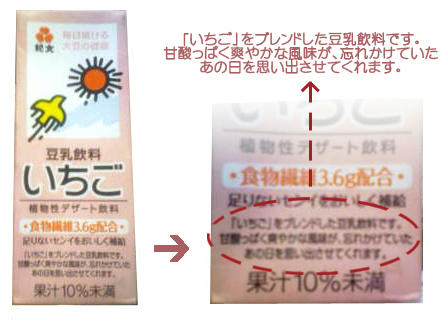 紀文
毎日続ける
大豆の健康
豆乳飲料
いちご
植物性デザート飲料
・食物繊維3.6g配合・
足りないセンイをおいしく補給
「いちご」をブレンドした豆乳飲料です。
甘酸っぱく爽やかな風味が、忘れかけていた
あの日を思い出させてくれます。
果汁10%未満
「いちご」をブレンドした豆乳飲料です。
甘酸っぱく爽やかな風味が、忘れかけていた
あの日を思い出させてくれます。
植物性デザート飲料
・食物繊維3.6g配合・
足りないセンイをおいしく補給
「いちご」をブレンドした豆乳飲料です。
甘酸っぱく爽やかな風味が、忘れかけていた
あの日を思い出させてくれます。
果汁10%未満